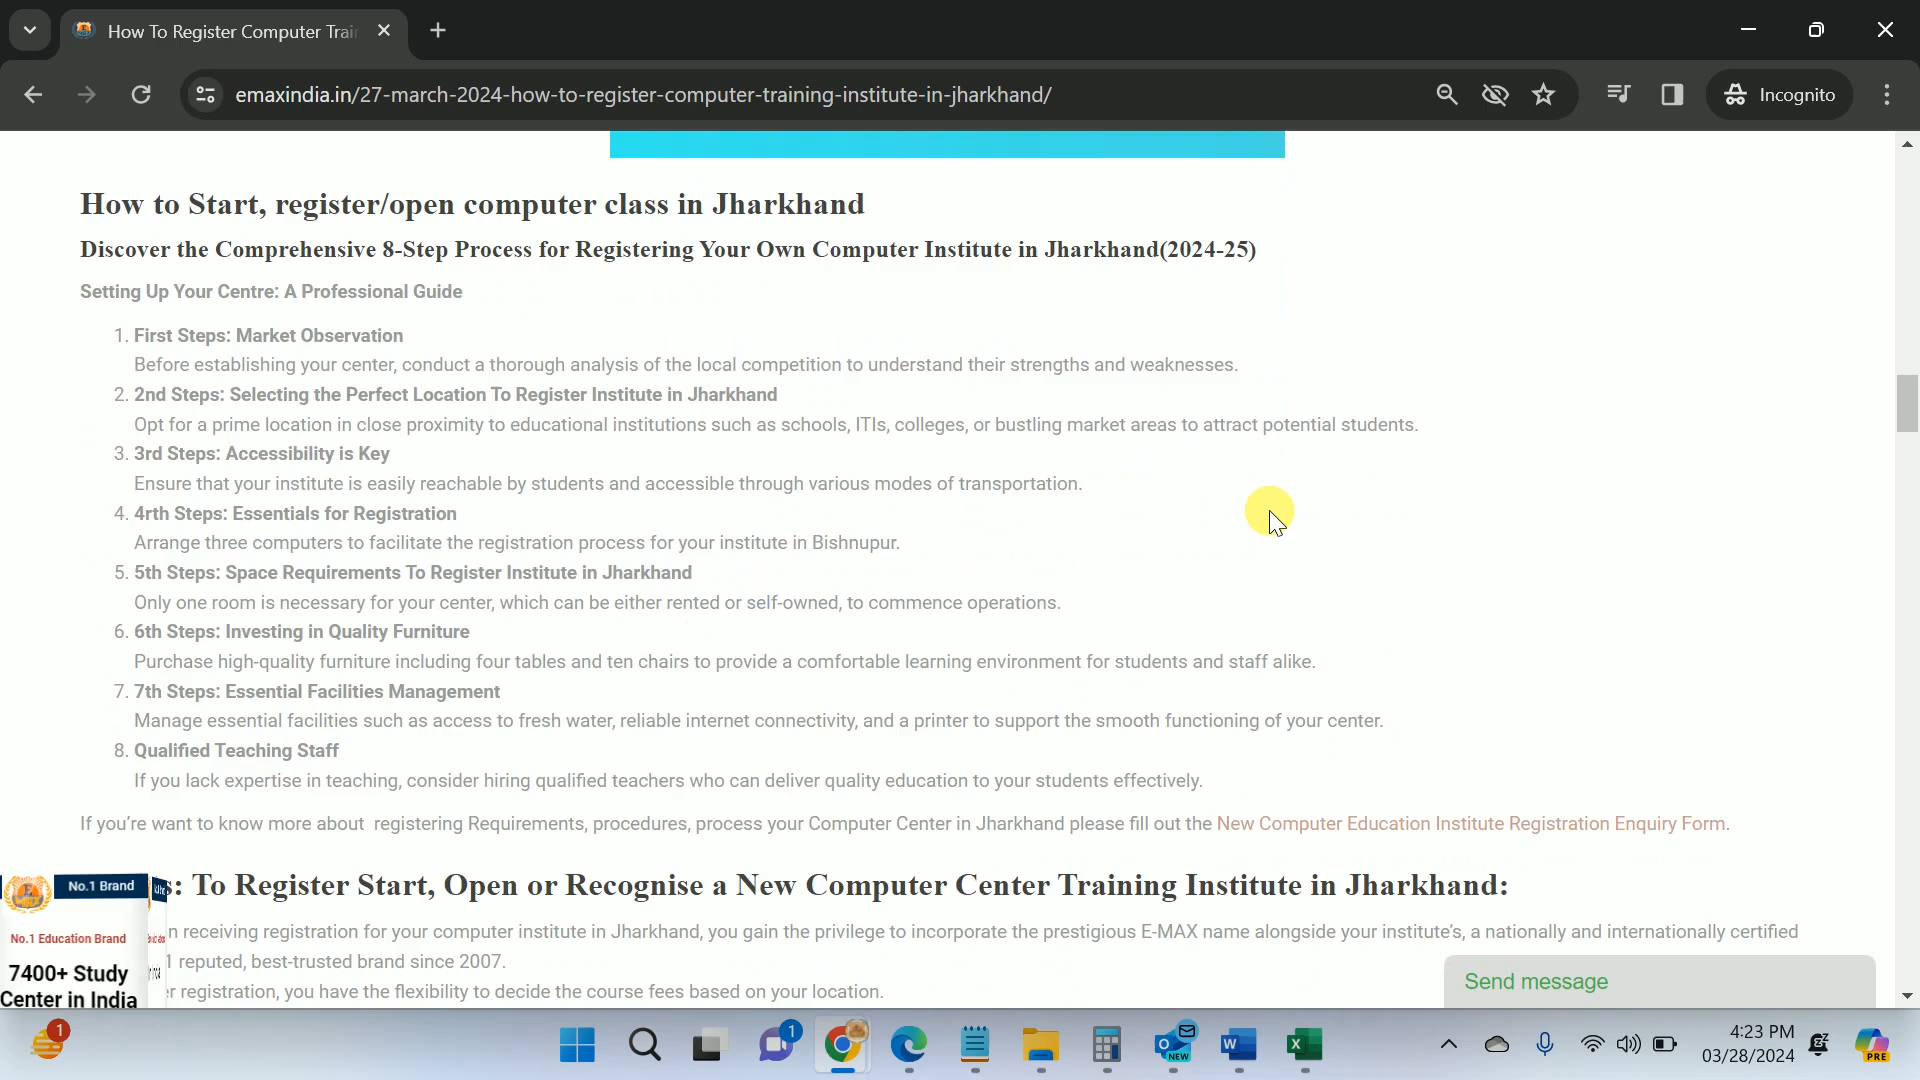 How To Register Computer Trai
emaxindia.in/27-march-2024-how-to-register-computer-training-institute-in-jharkhand/
Incognito
How to Start, register/open computer class in Jharkhand
Discover the Comprehensive 8-Step Process for Registering Your Own Computer Institute in Jharkhand(2024-25)
Setting Up Your Centre: A Professional Guide
1. First Steps: Market Observation
Before establishing your center, conduct a thorough analysis of the local competition to understand their strengths and weaknesses.
2. 2nd Steps: Selecting the Perfect Location To Register Institute in Jharkhand
Opt for a prime location in close proximity to educational institutions such as schools, ITIs, colleges, or bustling market areas to attract potential students.
3. 3rd Steps: Accessibility is Key
Ensure that your institute is easily reachable by students and accessible through various modes of transportation.
4. 4rth Steps: Essentials for Registration
Arrange three computers to facilitate the registration process for your institute in Bishnupur.
5. 5th Steps: Space Requirements To Register Institute in Jharkhand
Only one room is necessary for your center, which can be either rented or self-owned, to commence operations.
6. 6th Steps: Investing in Quality Furniture
Purchase high-quality furniture including four tables and ten chairs to provide a comfortable learning environment for students and staff alike.
7. 7th Steps: Essential Facilities Management
Manage essential facilities such as access to fresh water, reliable internet connectivity, and a printer to support the smooth functioning of your center.
8. Qualified Teaching Staff
If you lack expertise in teaching, consider hiring qualified teachers who can deliver quality education to your students effectively.
If you're want to know more about registering Requirements, procedures, process your Computer Center in Jharkhand please fill out the New Computer Education Institute Registration Enquiry Form.
s: To Register Start, Open or Recognise a New Computer Center Training Institute in Jharkhand:
n receiving registration for your computer institute in Jharkhand, you gain the privilege to incorporate the prestigious E-MAX name alongside your institute's, a nationally and internationally certified
1 reputed, best-trusted brand since 2007.
r registration, you have the flexibility to decide the course fees based on your location.
No.1 Brand
No.1 Education Brand
7400+ Study
Center in India
Send message
1
1
NEW
4:23 PM
03/28/2024
PRE